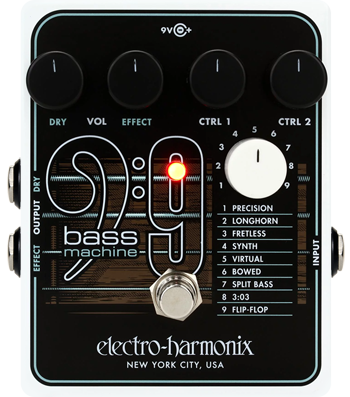 9V
DRY VOL EFFECT CTRL 1 CTRL 2
1 2 3 4 5 6 7 8 9
9:9
bass
machine
1 PRECISION
2 LONGHORN
3 FRETLESS
4 SYNTH
5 VIRTUAL
6 BOWED
7 SPLIT BASS
8 3:03
9 FLIP-FLOP
EFFECT OUTPUT DRY
INPUT
electro-harmonix
NEW YORK CITY, USA